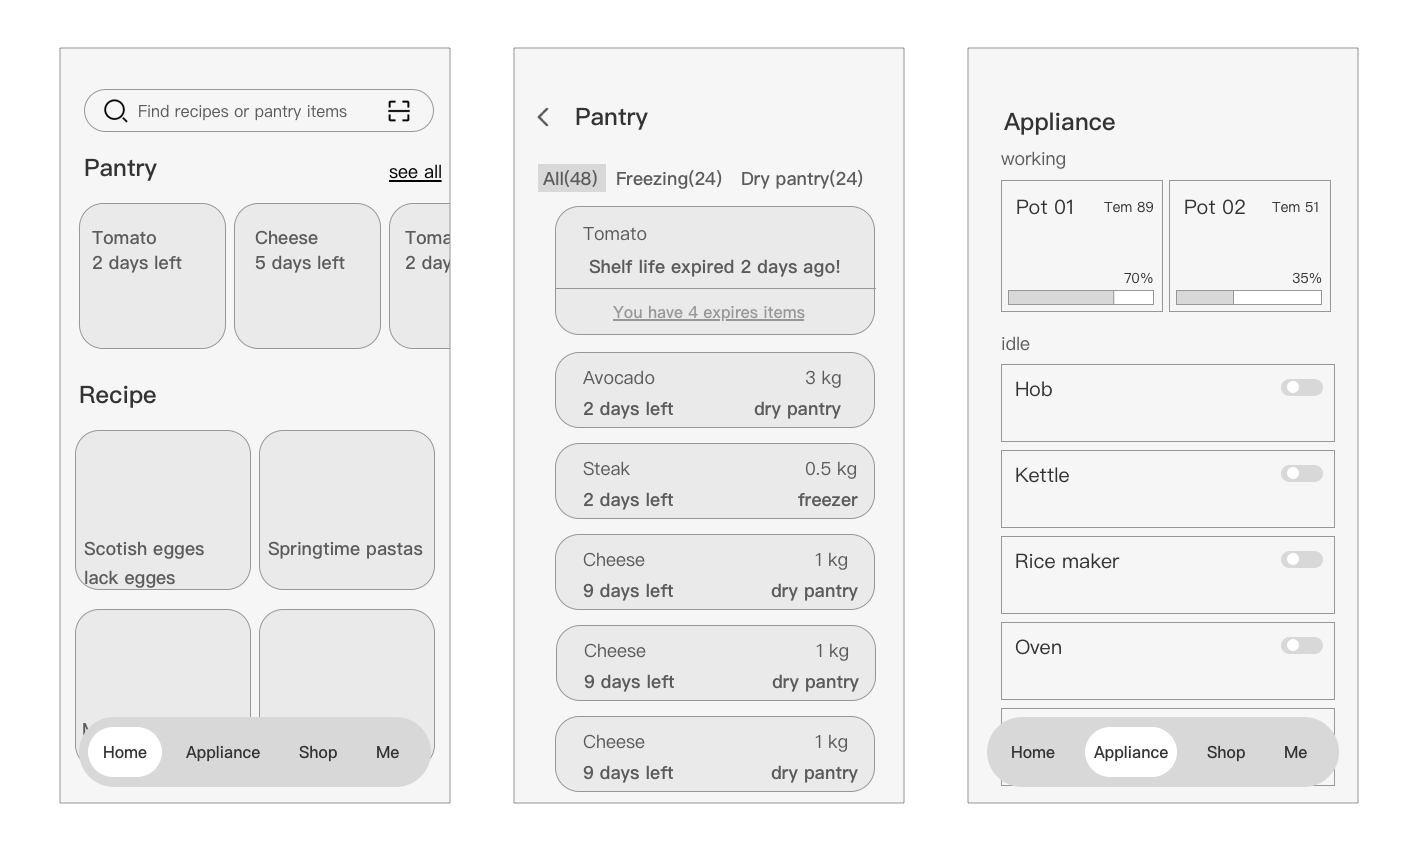 Find recipes or pantry items
Pantry
see all
Tomato
2 days left
Cheese
5 days left
Toma
2 day
Recipe
Scotish egges
lack egges
Springtime pastas
Home
Appliance
Shop
Me
Pantry
All(48)
Freezing(24)
Dry pantry(24)
Tomato
Shelf life expired 2 days ago!
You have 4 expires items
Avocado
3 kg
2 days left
dry pantry
Steak
0.5 kg
2 days left
freezer
Cheese
1 kg
9 days left
dry pantry
Cheese
1 kg
9 days left
dry pantry
Cheese
1 kg
9 days left
dry pantry
Appliance
working
Pot 01
Tem 89
70%
Pot 02
Tem 51
35%
idle
Hob
Kettle
Rice maker
Oven
Home
Appliance
Shop
Me